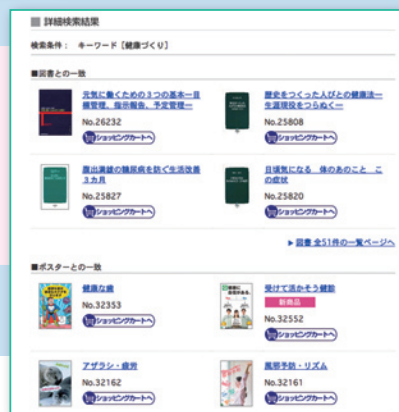 詳細検索結果
検索条件： キーワード［健康づくり］
■図書との一致
元気に働くための3つの基本―目
標管理、指示報告、予定管理―
No.26232
ショッピングカートへ
歴史をつくった人びとの健康法―
生涯現役をつらぬく―
No.25808
ショッピングカートへ
腹出満雄の糖尿病を防ぐ生活改善
3カ月
No.25827
ショッピングカートへ
日頃気になる 体のあのこと こ
の症状
No.25820
ショッピングカートへ
▶ 図書 全51件の一覧ページへ
■ポスターとの一致
健康な歯
No.32353
ショッピングカートへ
受けて活かそう健診
新商品
No.32552
ショッピングカートへ
アザラシ・疲労
No.32162
ショッピングカートへ
風邪予防・リズム
No.32161
ショッピングカートへ